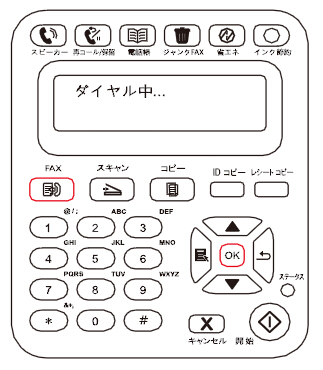 スピーカー 再コール/保留 電話帳 ジャンクFAX 省エネ インク節約
ダイヤル中...
FAX スキャン コピー IDコピー レシートコピー
@/: ABC DEF
1 2 3
GHI JKL MNO
4 5 6
OK
PQRS TUV WXYZ
7 8 9
ステータス
&+,
* 0 #
X
キャンセル 開始